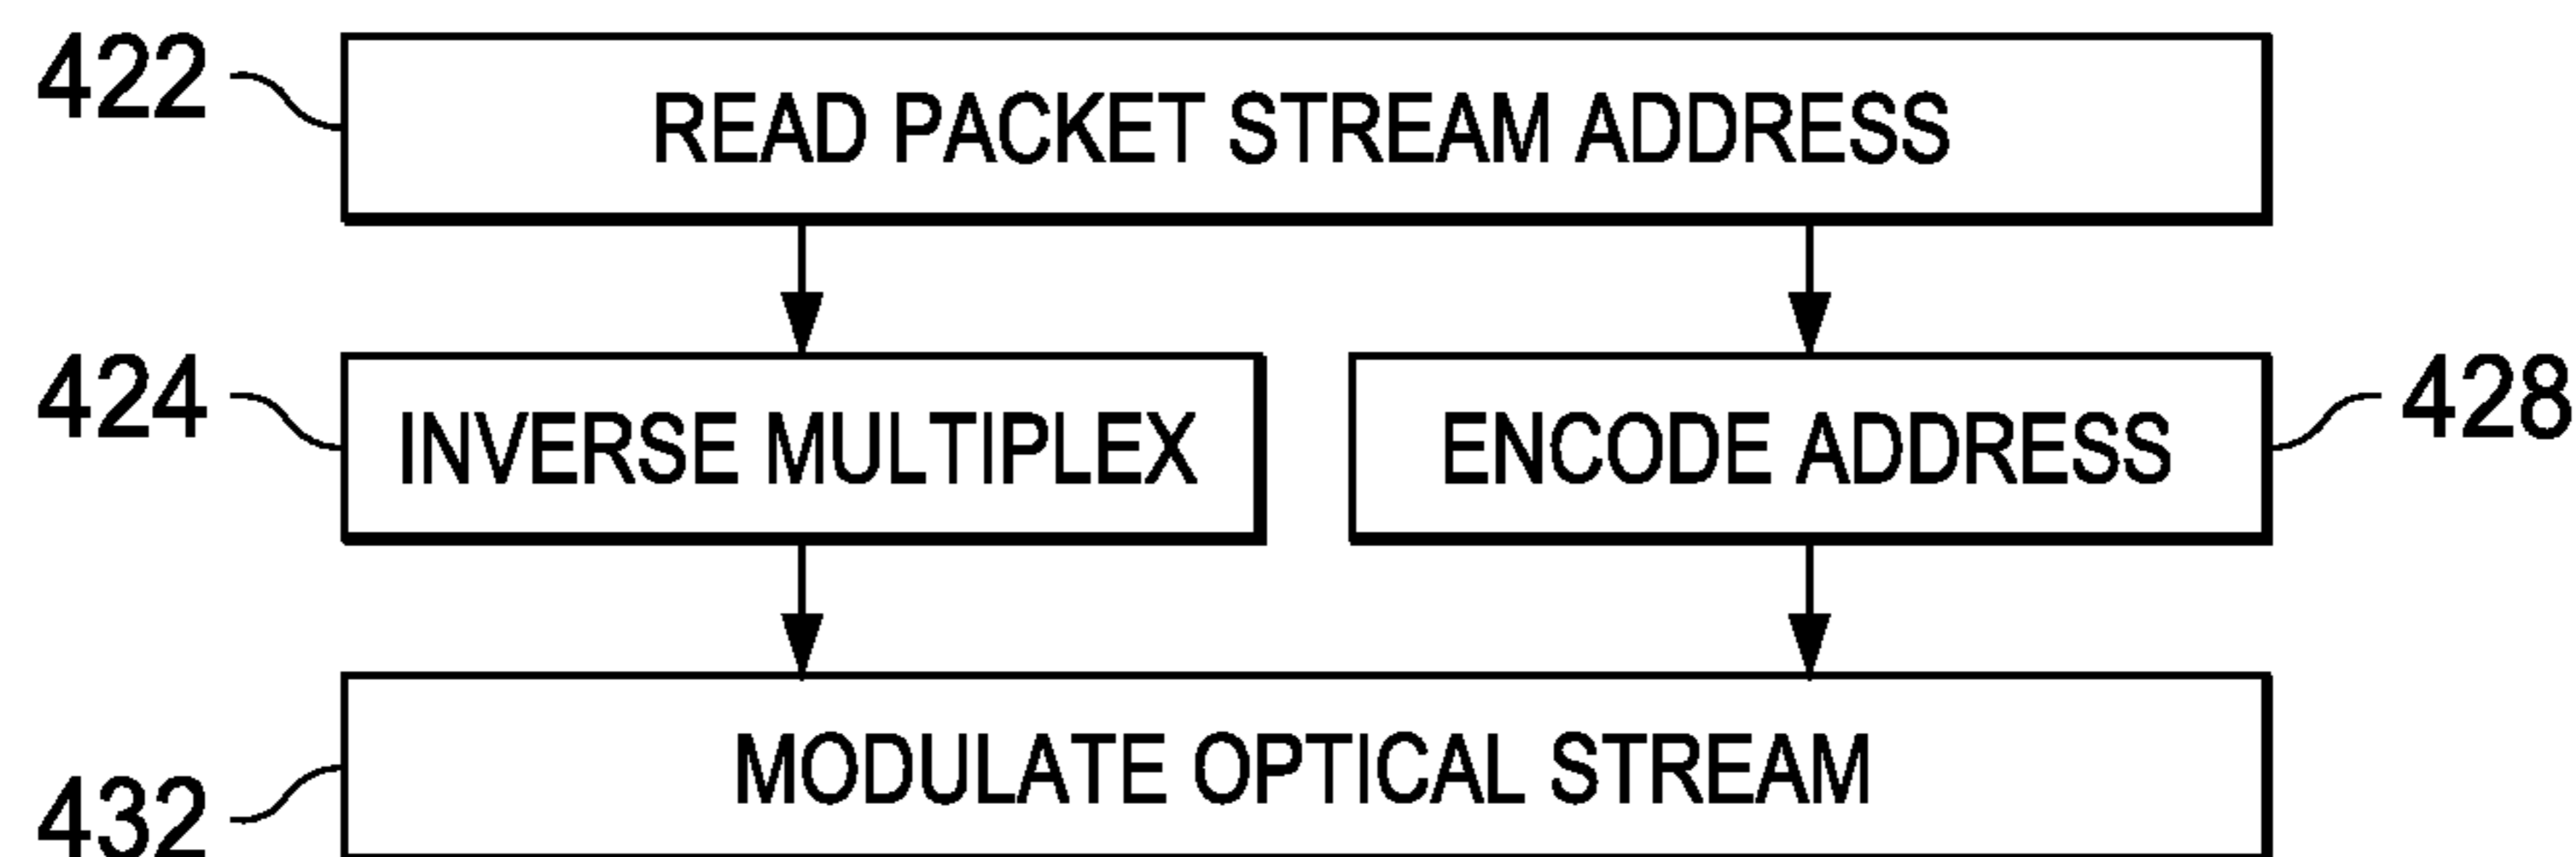 422 READ PACKET STREAM ADDRESS
424 INVERSE MULTIPLEX ENCODE ADDRESS 428
432 MODULATE OPTICAL STREAM